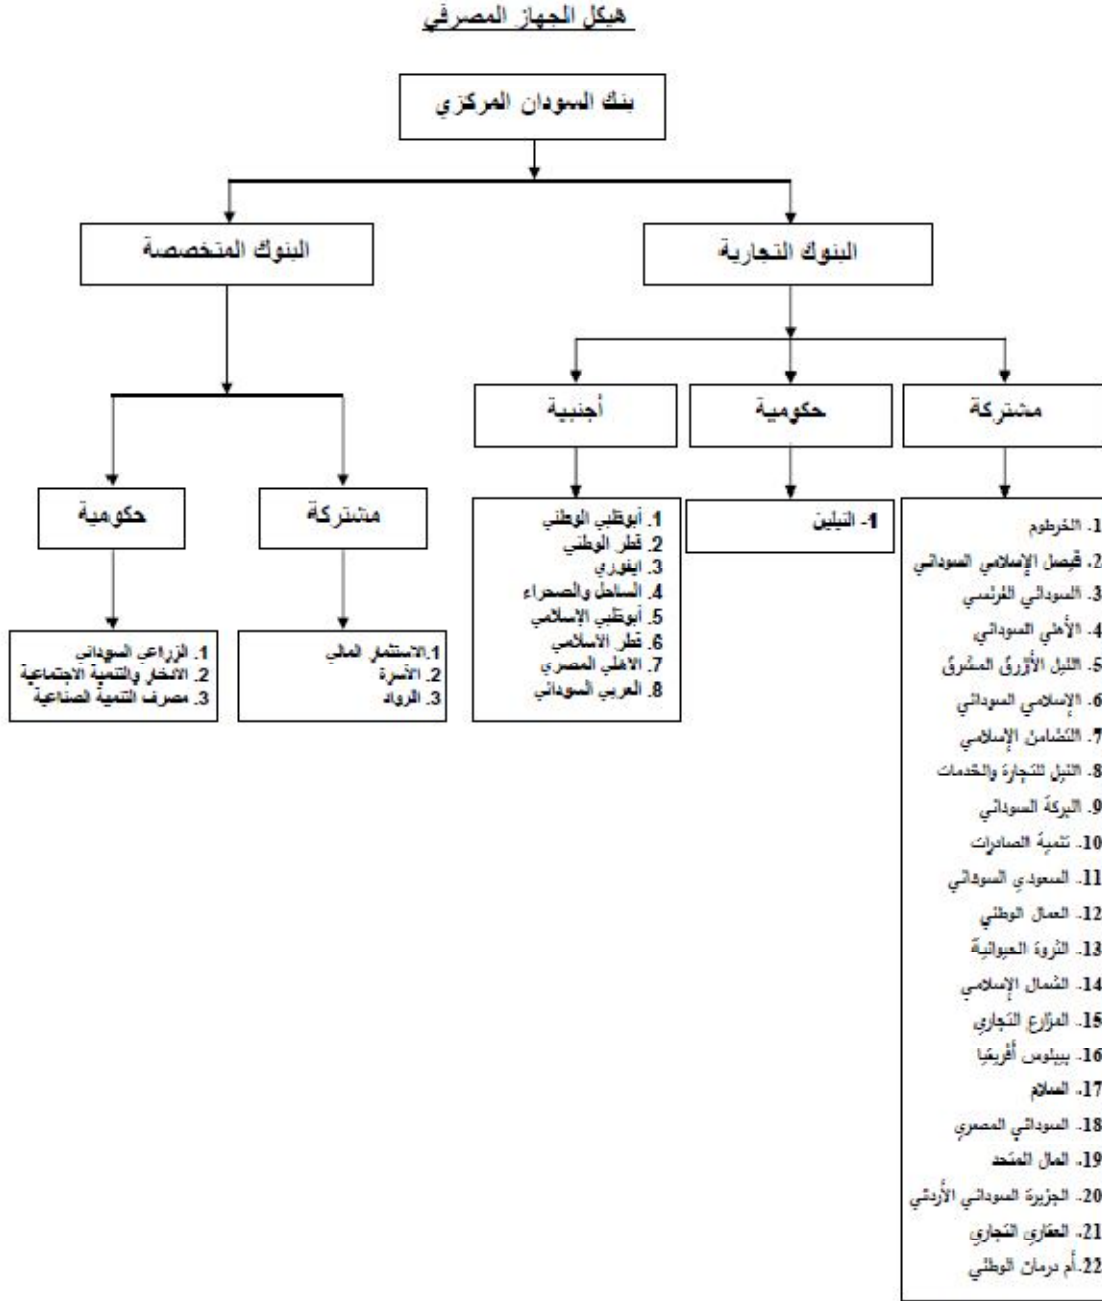 هيكل الجهاز المصرفي
بنك السودان المركزي
البنوك التجارية
البنوك المتخصصة
مشتركة
حكومية
أجنبية
1. الخرطوم
2. فيصل الإسلامي السوداني
3. السوداني الفرنسي
4. الأهلي السوداني
5. النيل الأزرق المشرق
6. الإسلامي السوداني
7. التضامن الإسلامي
8. النيل للتجارة والخدمات
9. البركة السوداني
10. تنمية الصادرات
11. السعودي السوداني
12. العمال الوطني
13. الثروة الحيوانية
14. الشمال الإسلامي
15. المزارع التجاري
16. بيبلوس أفريقيا
17. السلام
18. السوداني المصري
19. المال المتحد
20. الجزيرة السوداني الأردني
21. العقاري التجاري
22. أم درمان الوطني
1- النيلين
1. أبوظبي الوطني
2. قطر الوطني
3. ايفوري
4. الساحل والصحراء
5. أبوظبي الإسلامي
6. قطر الاسلامي
7. الاهلي المصري
8. العربي السوداني
مشتركة
حكومية
1. الاستثمار المالي
2. الأسرة
3. الرواد
1. الزراعي السوداني
2. الادخار والتنمية الاجتماعية
3. مصرف التنمية الصناعية